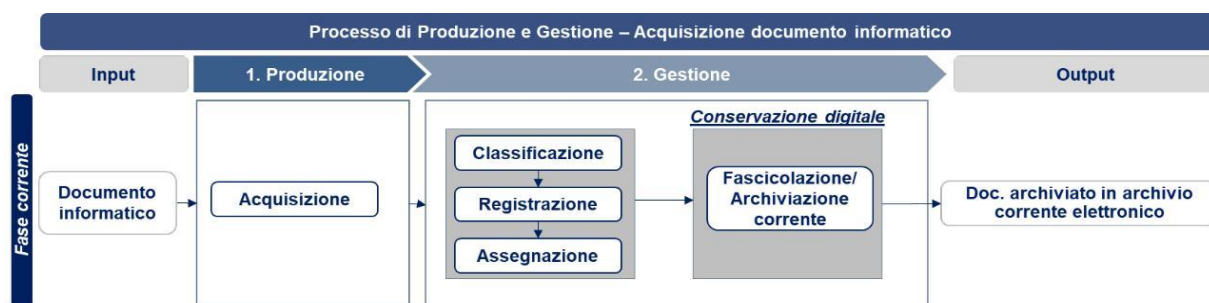 Processo di Produzione e Gestione – Acquisizione documento informatico
Input
1. Produzione
2. Gestione
Output
Fase corrente
Documento
informatico
Acquisizione
Classificazione
Registrazione
Assegnazione
Conservazione digitale
Fascicolazione/
Archiviazione
corrente
Doc. archiviato in archivio
corrente elettronico